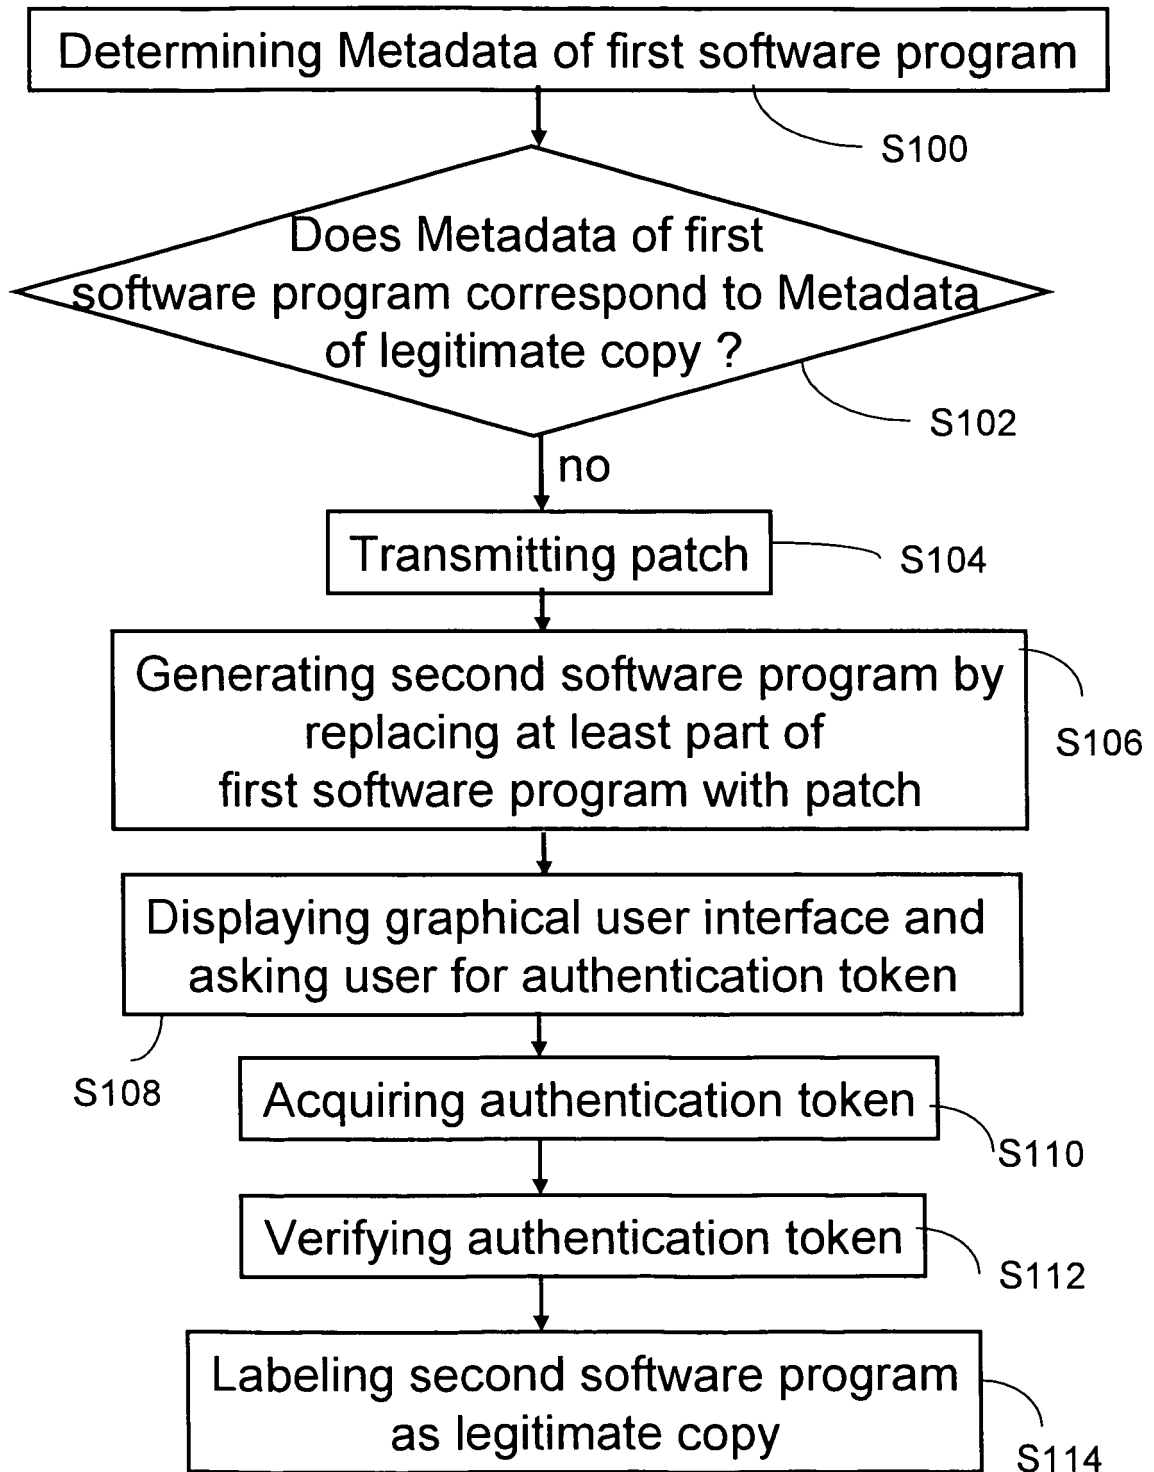 Determining Metadata of first software program
S100
Does Metadata of first
software program correspond to Metadata
of legitimate copy ?
S102
no
Transmitting patch
S104
Generating second software program by
replacing at least part of
first software program with patch
S106
Displaying graphical user interface and
asking user for authentication token
S108
Acquiring authentication token
S110
Verifying authentication token
S112
Labeling second software program
as legitimate copy
S114